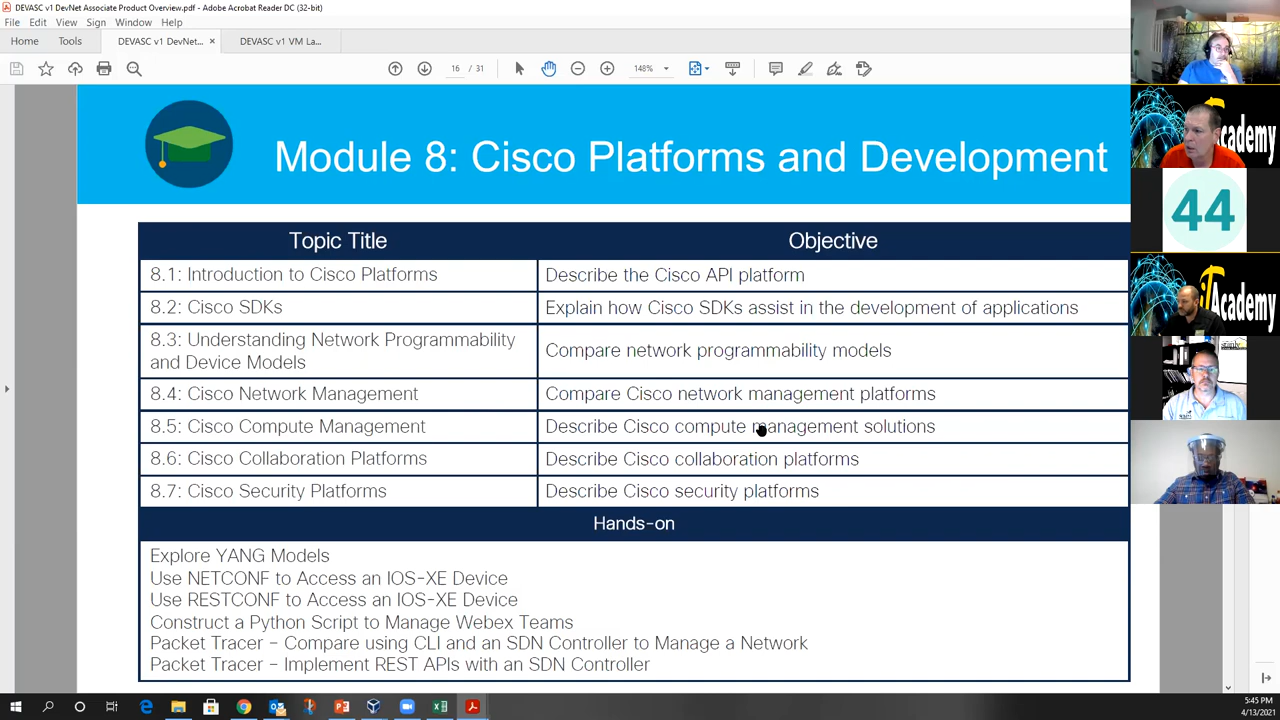 DEVASC v1 DevNet Associate Product Overview.pdf - Adobe Acrobat Reader DC (32-bit)
File Edit View Sign Window Help
Home Tools DEVASC v1 DevNet... × DEVASC v1 VM La...
16 / 31 148%
Module 8: Cisco Platforms and Development
Topic Title Objective
8.1: Introduction to Cisco Platforms Describe the Cisco API platform
8.2: Cisco SDKs Explain how Cisco SDKs assist in the development of applications
8.3: Understanding Network Programmability
and Device Models
Compare network programmability models
8.4: Cisco Network Management Compare Cisco network management platforms
8.5: Cisco Compute Management Describe Cisco compute management solutions
8.6: Cisco Collaboration Platforms Describe Cisco collaboration platforms
8.7: Cisco Security Platforms Describe Cisco security platforms
Hands-on
Explore YANG Models
Use NETCONF to Access an IOS-XE Device
Use RESTCONF to Access an IOS-XE Device
Construct a Python Script to Manage Webex Teams
Packet Tracer - Compare using CLI and an SDN Controller to Manage a Network
Packet Tracer - Implement REST APIs with an SDN Controller
Academy
44
Academy
5:45 PM
4/13/2021